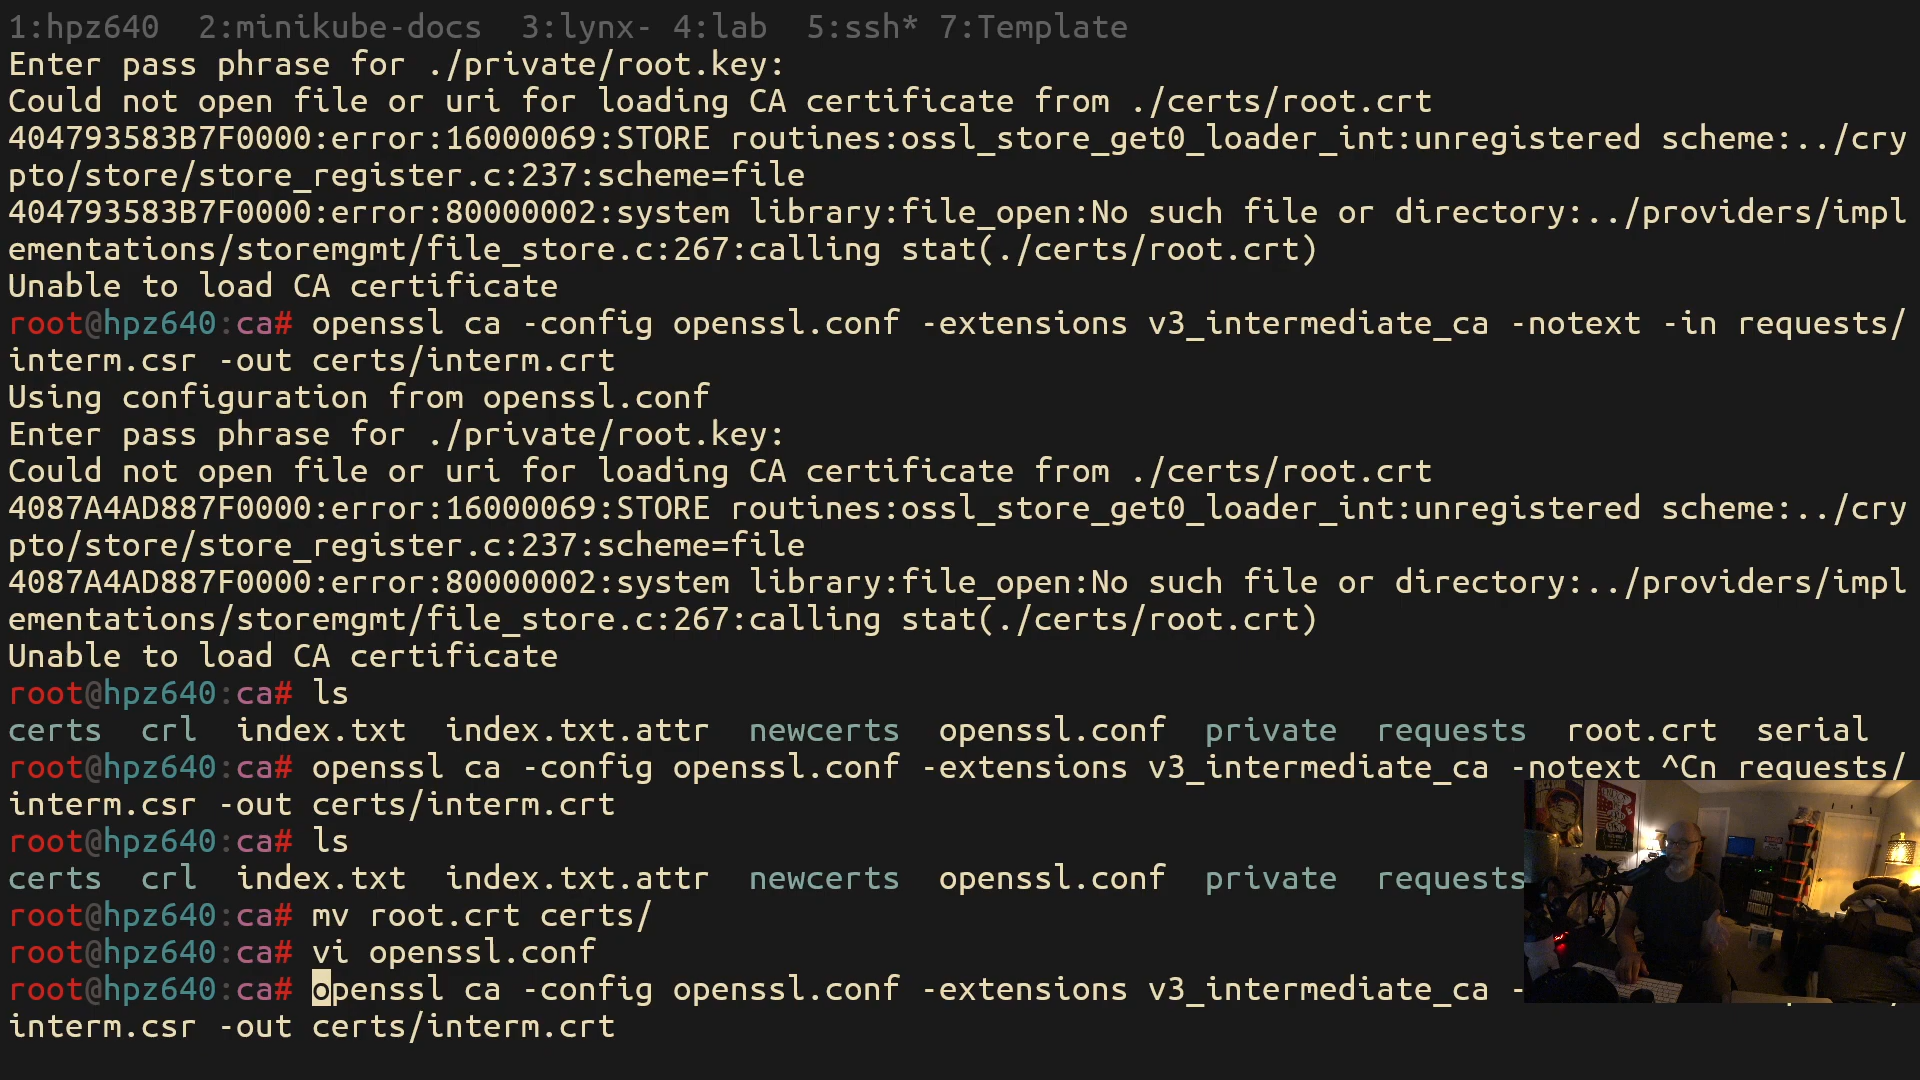 1:hpz640  2:minikube-docs  3:lynx- 4:lab  5:ssh* 7:Template
Enter pass phrase for ./private/root.key:
Could not open file or uri for loading CA certificate from ./certs/root.crt
404793583B7F0000:error:16000069:STORE routines:ossl_store_get0_loader_int:unregistered scheme:../cry
pto/store/store_register.c:237:scheme=file
404793583B7F0000:error:80000002:system library:file_open:No such file or directory:../providers/impl
ementations/storemgmt/file_store.c:267:calling stat(./certs/root.crt)
Unable to load CA certificate
root@hpz640:ca# openssl ca -config openssl.conf -extensions v3_intermediate_ca -notext -in requests/
interm.csr -out certs/interm.crt
Using configuration from openssl.conf
Enter pass phrase for ./private/root.key:
Could not open file or uri for loading CA certificate from ./certs/root.crt
4087A4AD887F0000:error:16000069:STORE routines:ossl_store_get0_loader_int:unregistered scheme:../cry
pto/store/store_register.c:237:scheme=file
4087A4AD887F0000:error:80000002:system library:file_open:No such file or directory:../providers/impl
ementations/storemgmt/file_store.c:267:calling stat(./certs/root.crt)
Unable to load CA certificate
root@hpz640:ca# ls
certs  crl  index.txt  index.txt.attr  newcerts  openssl.conf  private  requests  root.crt  serial
root@hpz640:ca# openssl ca -config openssl.conf -extensions v3_intermediate_ca -notext ^Cn requests/
interm.csr -out certs/interm.crt
root@hpz640:ca# ls
certs  crl  index.txt  index.txt.attr  newcerts  openssl.conf  private  requests
root@hpz640:ca# mv root.crt certs/
root@hpz640:ca# vi openssl.conf
root@hpz640:ca# openssl ca -config openssl.conf -extensions v3_intermediate_ca -
interm.csr -out certs/interm.crt